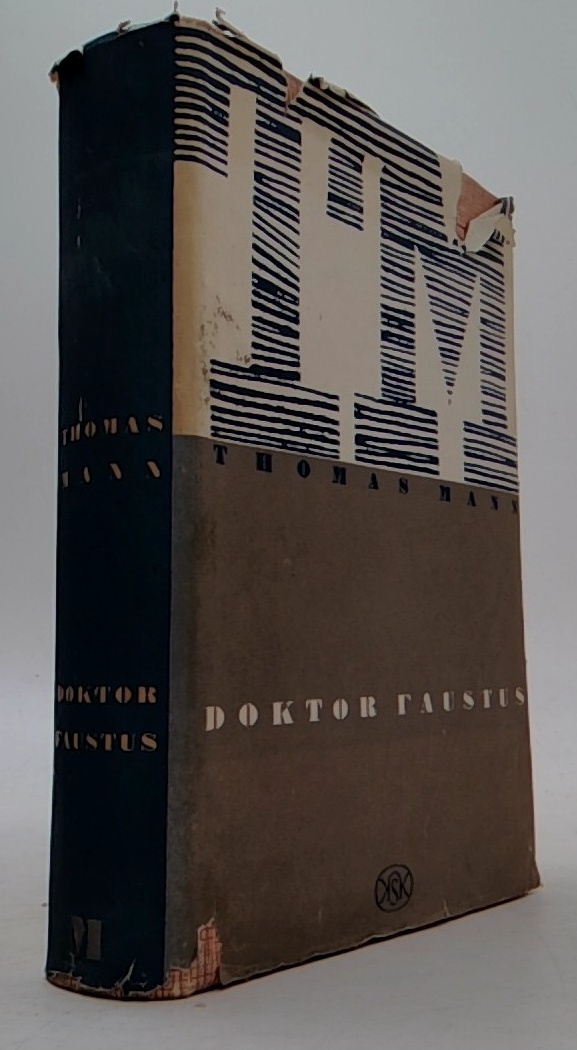 THOMAS
MANN
DOKTOR
FAUSTUS
M
TM
THOMAS MANN
DOKTOR FAUSTUS